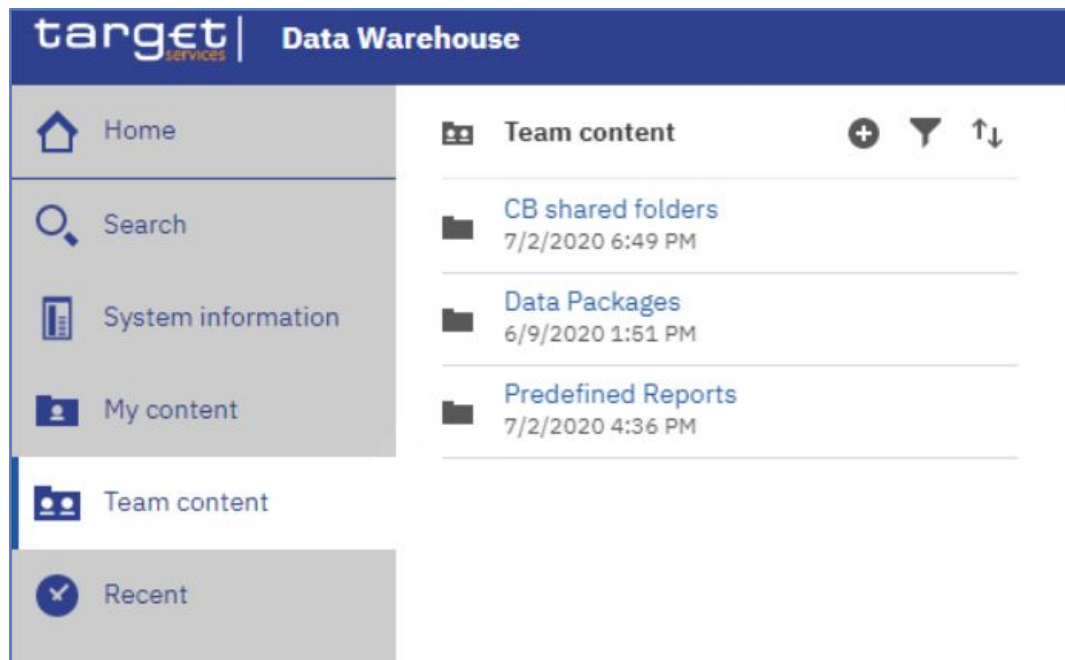 target services | Data Warehouse
Home
Search
System information
My content
Team content
Recent
Team content
CB shared folders
7/2/2020 6:49 PM
Data Packages
6/9/2020 1:51 PM
Predefined Reports
7/2/2020 4:36 PM